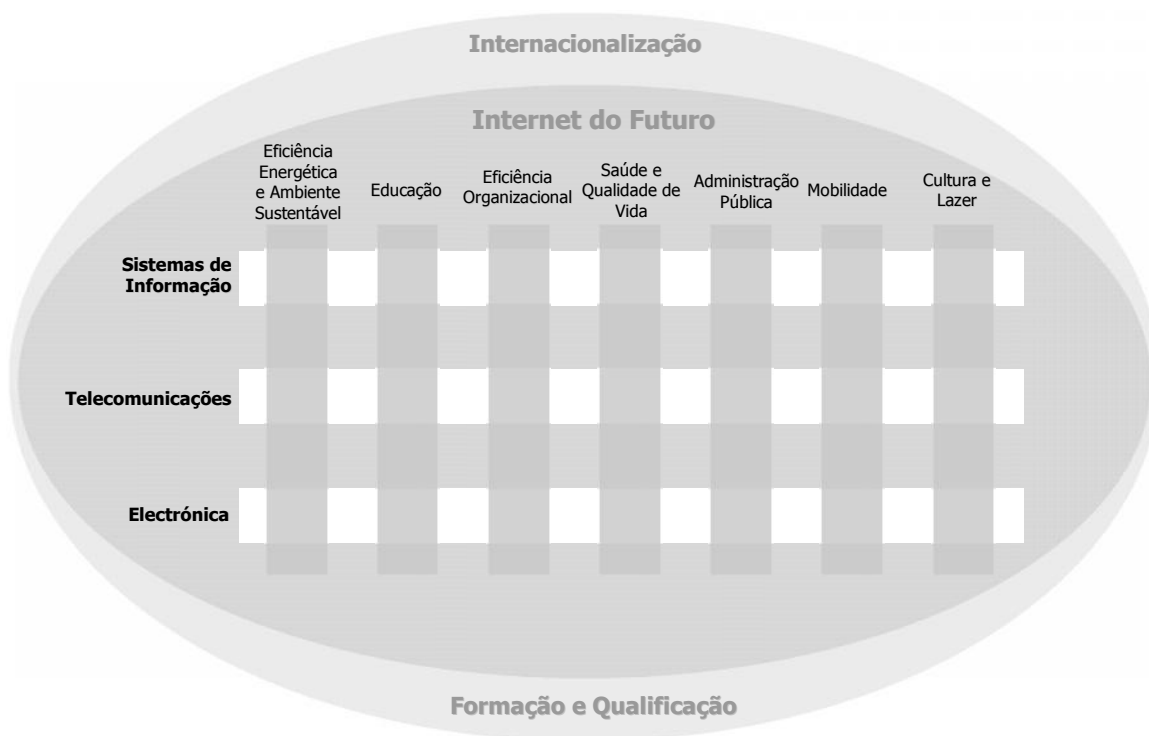 Internacionalização
Internet do Futuro
Eficiência
Energética
e Ambiente
Sustentável
Educação
Eficiência
Organizacional
Saúde e
Qualidade de
Vida
Administração
Pública
Mobilidade
Cultura e
Lazer
Sistemas de
Informação
Telecomunicações
Electrónica
Formação e Qualificação